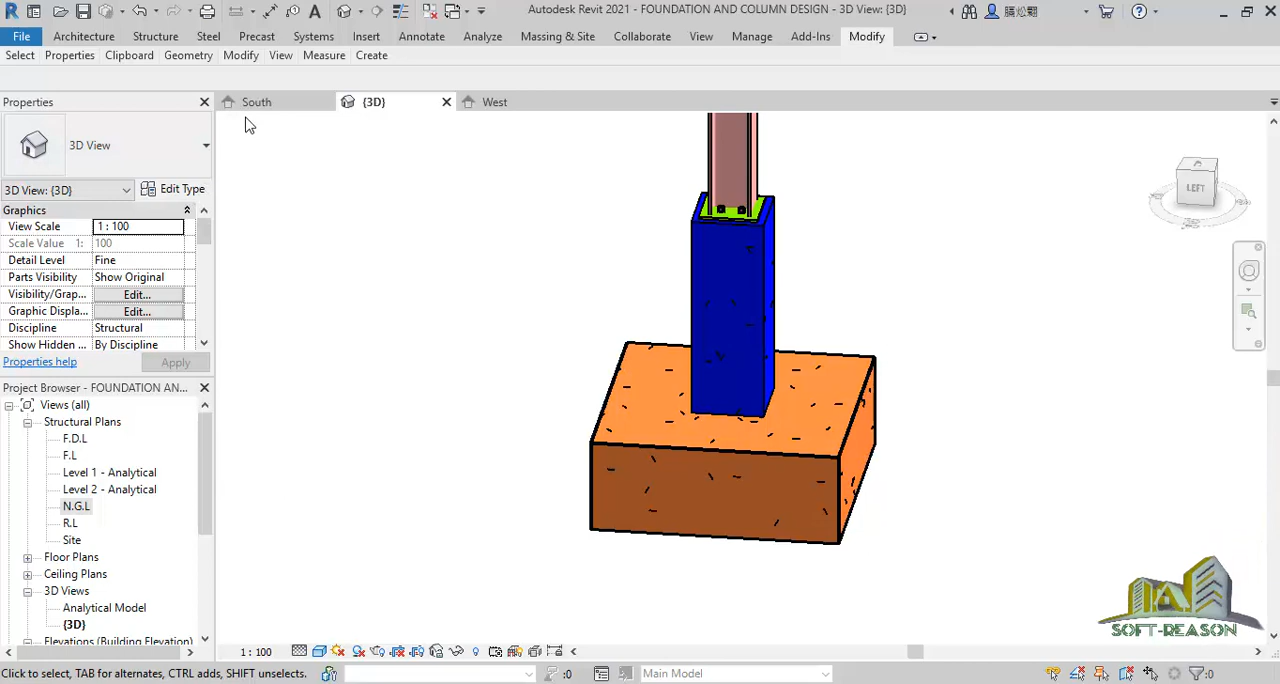 Autodesk Revit 2021 - FOUNDATION AND COLUMN DESIGN - 3D View: {3D}
File Architecture Structure Steel Precast Systems Insert Annotate Analyze Massing & Site Collaborate View Manage Add-Ins Modify
Select Properties Clipboard Geometry Modify View Measure Create
Properties
South {3D} West
3D View
3D View: {3D} Edit Type
Graphics
View Scale 1 : 100
Scale Value 1: 100
Detail Level Fine
Parts Visibility Show Original
Visibility/Grap... Edit...
Graphic Displa... Edit...
Discipline Structural
Show Hidden ... By Discipline
Properties help Apply
Project Browser - FOUNDATION AN...
Views (all)
Structural Plans
F.D.L
F.L
Level 1 - Analytical
Level 2 - Analytical
N.G.L
R.L
Site
Floor Plans
Ceiling Plans
3D Views
Analytical Model
{3D}
Elevations (Building Elevation)
LEFT
SOFT-REASON
1 : 100
Click to select, TAB for alternates, CTRL adds, SHIFT unselects. :0 Main Model :0